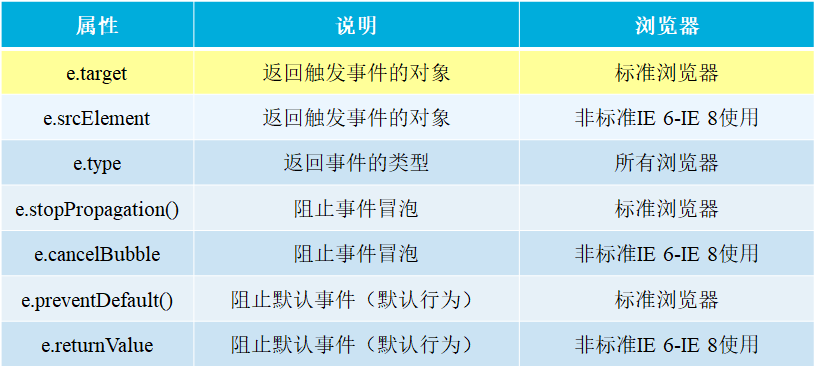 属性 说明 浏览器
e.target 返回触发事件的对象 标准浏览器
e.srcElement 返回触发事件的对象 非标准IE 6-IE 8使用
e.type 返回事件的类型 所有浏览器
e.stopPropagation() 阻止事件冒泡 标准浏览器
e.cancelBubble 阻止事件冒泡 非标准IE 6-IE 8使用
e.preventDefault() 阻止默认事件（默认行为） 标准浏览器
e.returnValue 阻止默认事件（默认行为） 非标准IE 6-IE 8使用